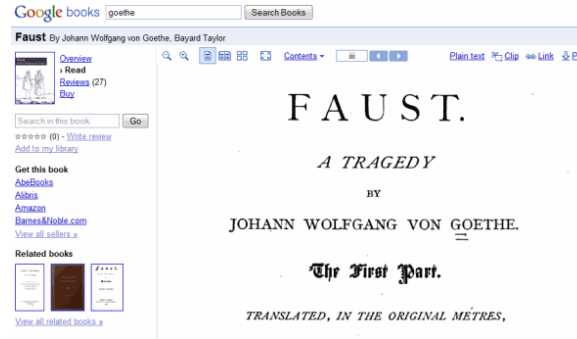 Google books goethe Search Books
Faust By Johann Wolfgang von Goethe, Bayard Taylor
Overview
› Read
Reviews (27)
Buy
Contents ▾ iii Plain text Clip Link
Search in this book Go
(0) - Write review
Add to my library
Get this book
AbeBooks
Alibris
Amazon
Barnes&Noble.com
View all sellers »
Related books
View all related books »
FAUST.
A TRAGEDY
BY
JOHANN WOLFGANG VON GOETHE.
The First Part.
TRANSLATED, IN THE ORIGINAL METRES,